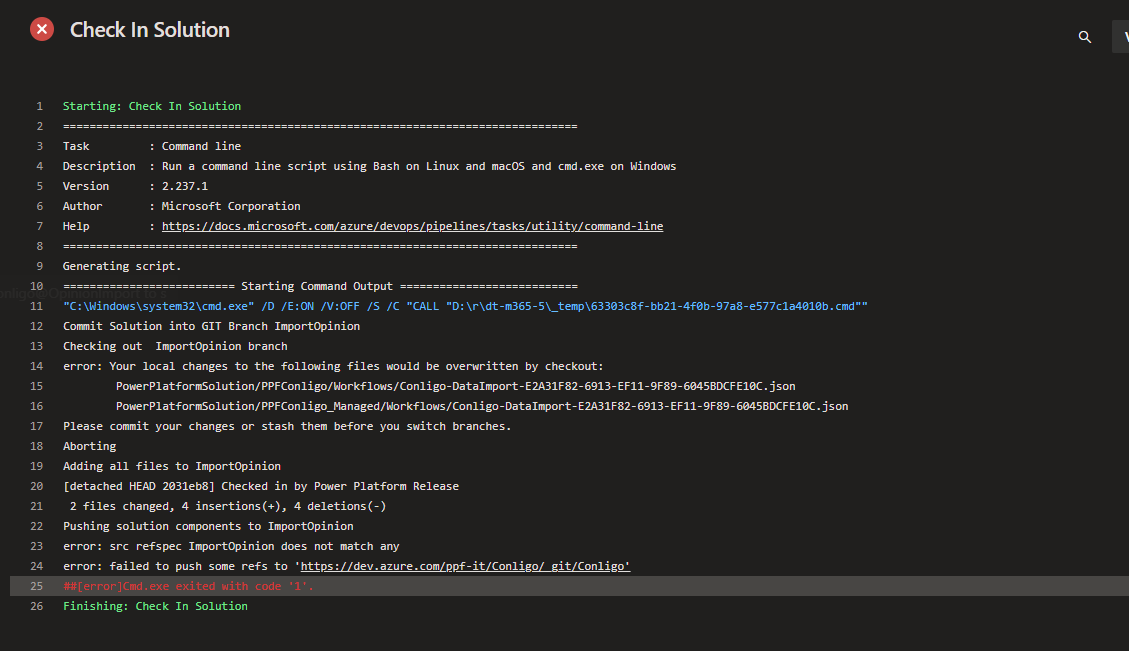 Check In Solution
1 Starting: Check In Solution
2 ==============================================================================
3 Task         : Command line
4 Description  : Run a command line script using Bash on Linux and macOS and cmd.exe on Windows
5 Version      : 2.237.1
6 Author       : Microsoft Corporation
7 Help         : https://docs.microsoft.com/azure/devops/pipelines/tasks/utility/command-line
8 ==============================================================================
9 Generating script.
10 ========================== Starting Command Output ===========================
11 "C:\Windows\system32\cmd.exe" /D /E:ON /V:OFF /S /C "CALL "D:\r\dt-m365-5\_temp\63303c8f-bb21-4f0b-97a8-e577c1a4010b.cmd""
12 Commit Solution into GIT Branch ImportOpinion
13 Checking out  ImportOpinion branch
14 error: Your local changes to the following files would be overwritten by checkout:
15 PowerPlatformSolution/PPFConligo/Workflows/Conligo-DataImport-E2A31F82-6913-EF11-9F89-6045BDCFE10C.json
16 PowerPlatformSolution/PPFConligo_Managed/Workflows/Conligo-DataImport-E2A31F82-6913-EF11-9F89-6045BDCFE10C.json
17 Please commit your changes or stash them before you switch branches.
18 Aborting
19 Adding all files to ImportOpinion
20 [detached HEAD 2031eb8] Checked in by Power Platform Release
21  2 files changed, 4 insertions(+), 4 deletions(-)
22 Pushing solution components to ImportOpinion
23 error: src refspec ImportOpinion does not match any
24 error: failed to push some refs to 'https://dev.azure.com/ppf-it/Conligo/_git/Conligo'
25 ##[error]Cmd.exe exited with code '1'.
26 Finishing: Check In Solution